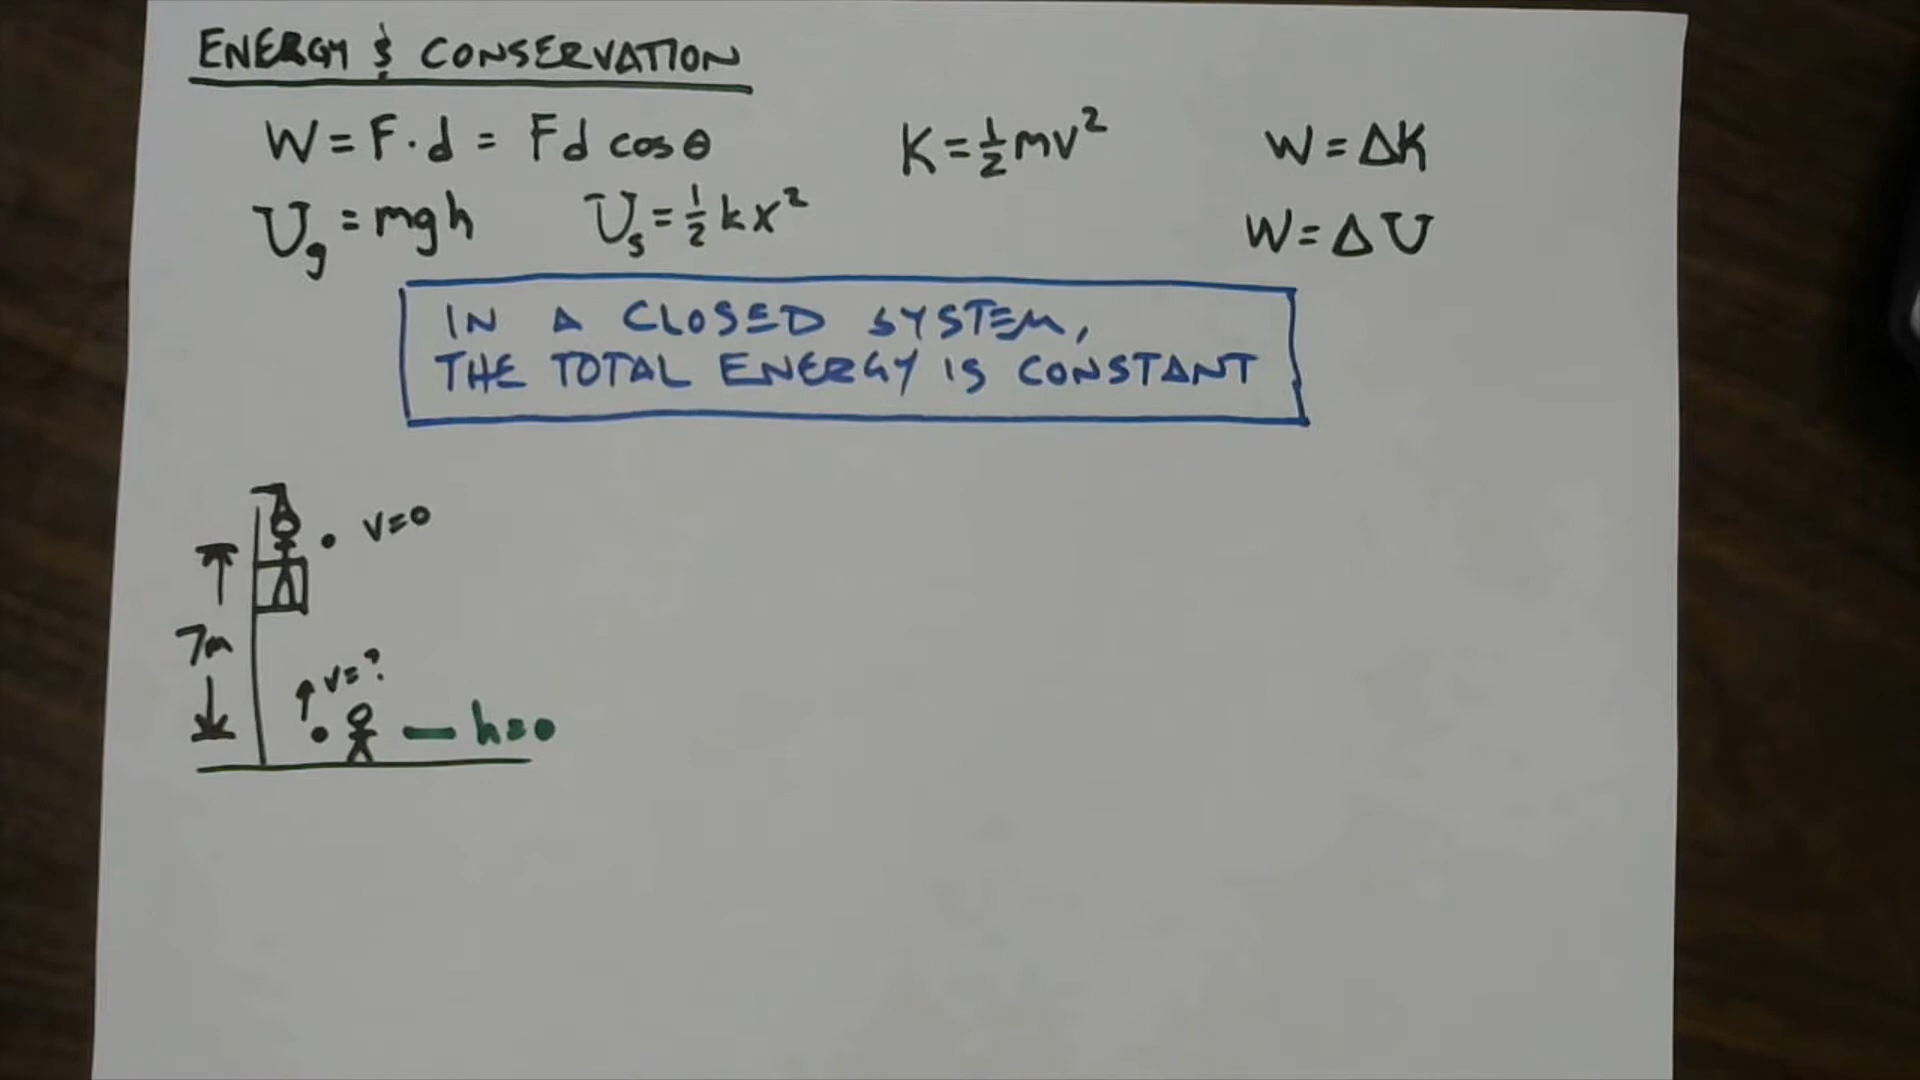 ENERGY & CONSERVATION
W = F · d = Fd cos θ K = ½mv² W = ΔK
Ug = mgh Us = ½kx² W = ΔU
IN A CLOSED SYSTEM,
THE TOTAL ENERGY IS CONSTANT
v=0
7m
v=?
h=0